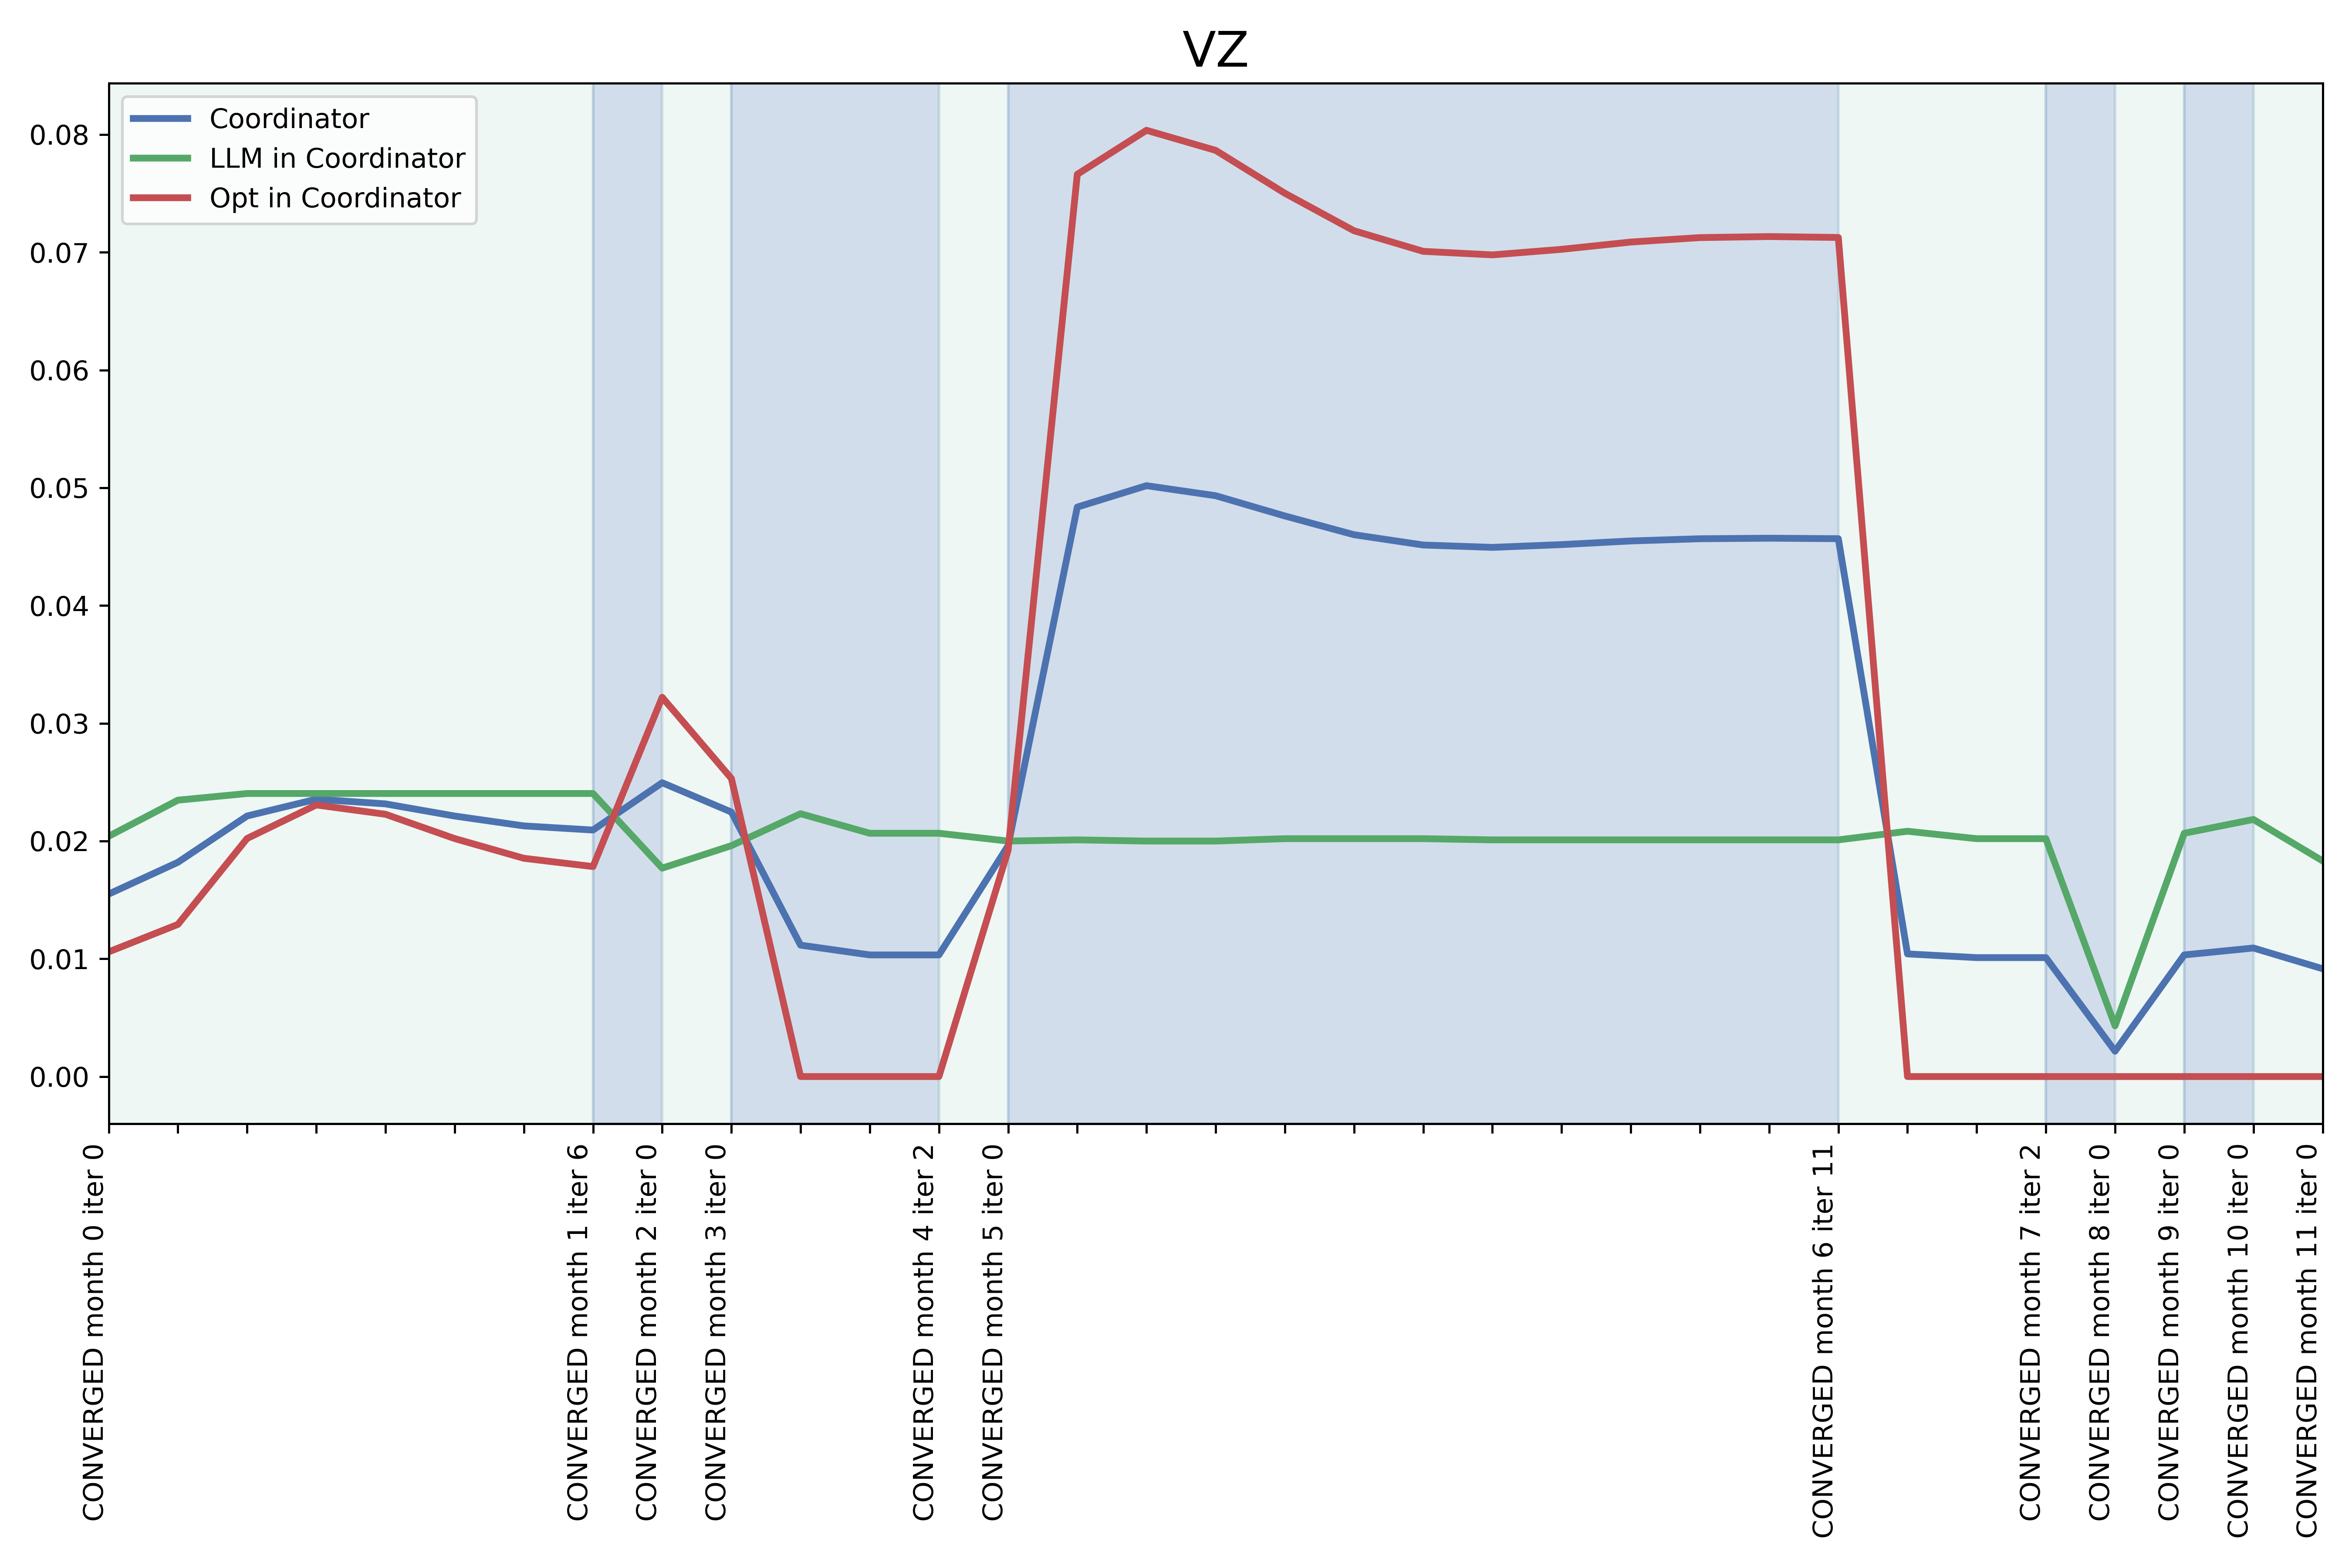 VZ
Coordinator
LLM in Coordinator
Opt in Coordinator
0.08
0.07
0.06
0.05
0.04
0.03
0.02
0.01
0.00
CONVERGED month 0 iter 0
CONVERGED month 1 iter 6
CONVERGED month 2 iter 0
CONVERGED month 3 iter 0
CONVERGED month 4 iter 2
CONVERGED month 5 iter 0
CONVERGED month 6 iter 11
CONVERGED month 7 iter 2
CONVERGED month 8 iter 0
CONVERGED month 9 iter 0
CONVERGED month 10 iter 0
CONVERGED month 11 iter 0